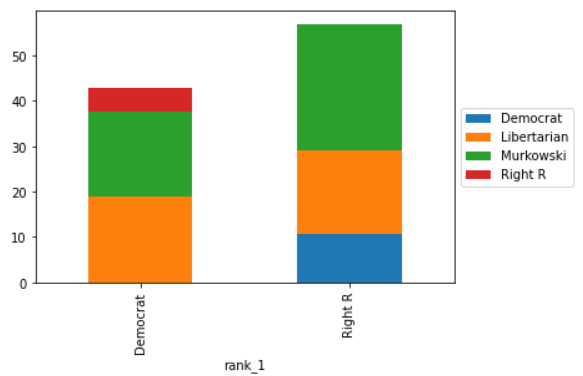 50
40
30
20
10
0
Democrat
Right R
rank_1
Democrat
Libertarian
Murkowski
Right R